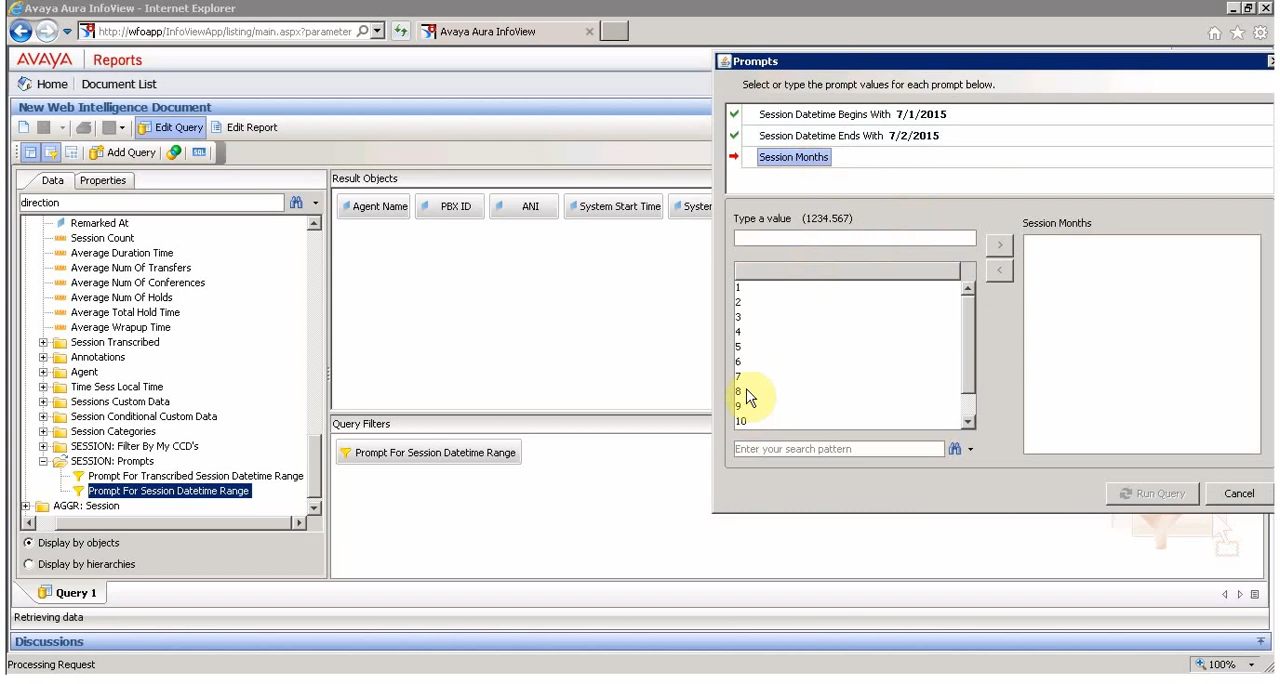 Avaya Aura InfoView - Internet Explorer
http://wfoapp/InfoViewApp/listing/main.aspx?parameter
Avaya Aura InfoView
AVAYA Reports
Home Document List
New Web Intelligence Document
Edit Query Edit Report
Add Query SQL
Data Properties
direction
Remarked At
Session Count
Average Duration Time
Average Num Of Transfers
Average Num Of Conferences
Average Num Of Holds
Average Total Hold Time
Average Wrapup Time
Session Transcribed
Annotations
Agent
Time Sess Local Time
Sessions Custom Data
Session Conditional Custom Data
Session Categories
SESSION: Filter By My CCD's
SESSION: Prompts
Prompt For Transcribed Session Datetime Range
Prompt For Session Datetime Range
AGGR: Session
Display by objects
Display by hierarchies
Result Objects
Agent Name PBX ID ANI System Start Time System
Query Filters
Prompt For Session Datetime Range
Prompts
Select or type the prompt values for each prompt below.
Session Datetime Begins With 7/1/2015
Session Datetime Ends With 7/2/2015
Session Months
Type a value (1234.567)
Session Months
>
<
1
2
3
4
5
6
7
8
9
10
Enter your search pattern
Run Query Cancel
Query 1
Retrieving data
Discussions
Processing Request
100%